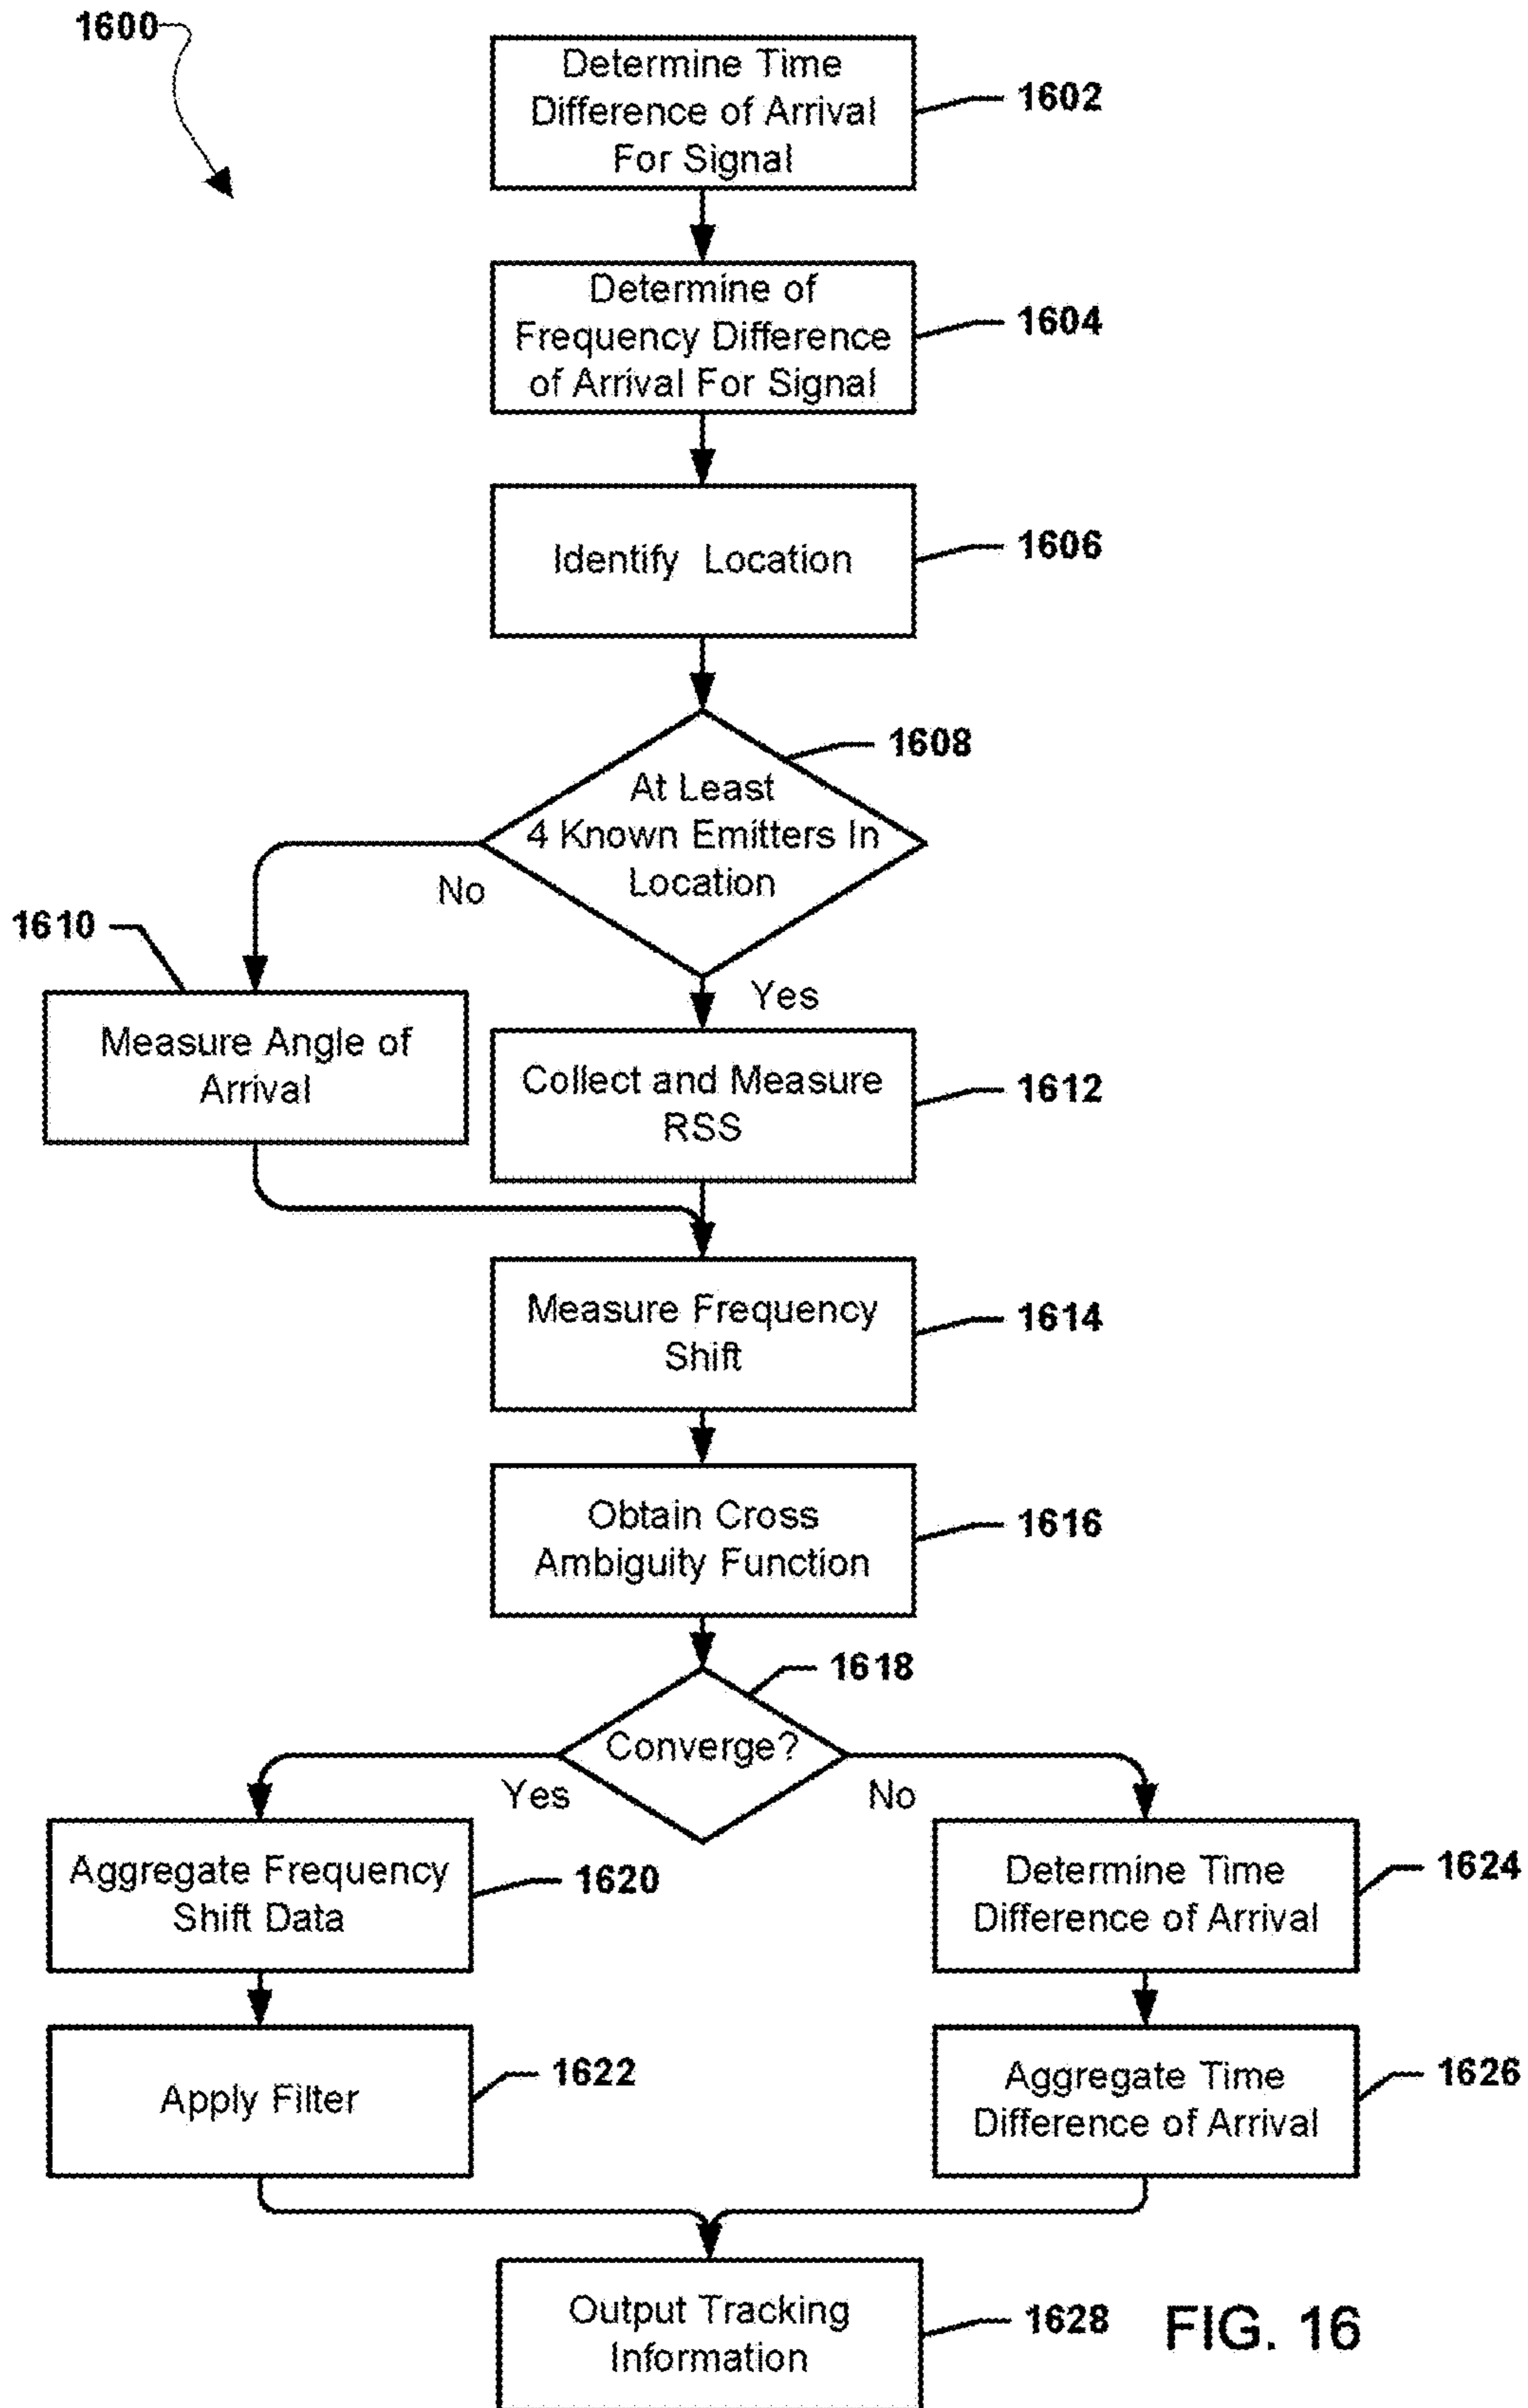 1600
Determine Time
Difference of Arrival
For Signal
1602
Determine of
Frequency Difference
of Arrival For Signal
1604
Identify Location
1606
1608
At Least
4 Known Emitters In
Location
No
Yes
1610
Measure Angle of
Arrival
Collect and Measure
RSS
1612
Measure Frequency
Shift
1614
Obtain Cross
Ambiguity Function
1616
1618
Converge?
Yes
No
Aggregate Frequency
Shift Data
1620
Determine Time
Difference of Arrival
1624
Apply Filter
1622
Aggregate Time
Difference of Arrival
1626
Output Tracking
Information
1628
FIG. 16